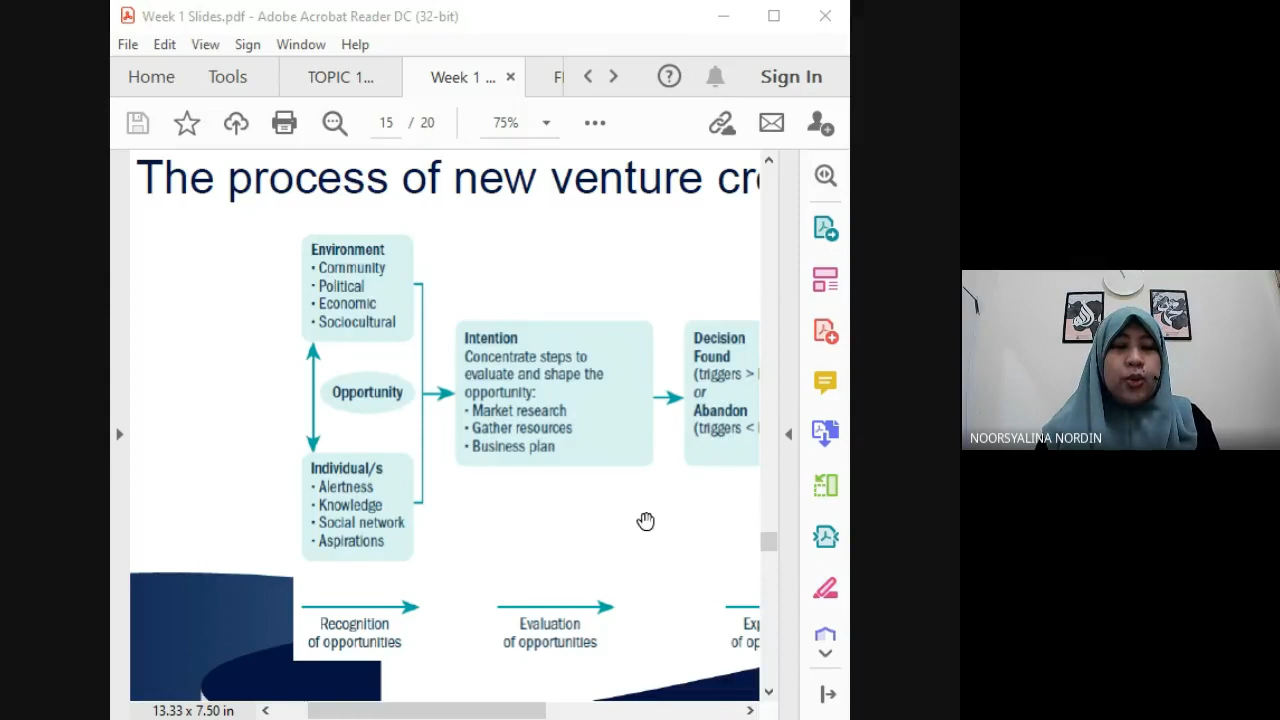 Week 1 Slides.pdf - Adobe Acrobat Reader DC (32-bit)
File Edit View Sign Window Help
Home Tools TOPIC 1... Week 1 ... Sign In
15 / 20 75%
The process of new venture
Environment
• Community
• Political
• Economic
• Sociocultural
Opportunity
Individual/s
• Alertness
• Knowledge
• Social network
• Aspirations
Intention
Concentrate steps to
evaluate and shape the
opportunity:
• Market research
• Gather resources
• Business plan
Decision
Found
(triggers >
or
Abandon
(triggers <
Recognition
of opportunities
Evaluation
of opportunities
of
13.33 x 7.50 in
NOORSYALINA NORDIN